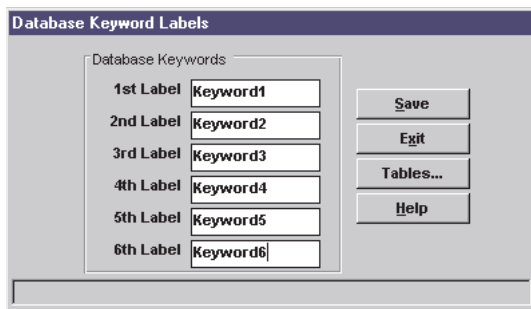 Database Keyword Labels
Database Keywords
1st Label Keyword1
2nd Label Keyword2
3rd Label Keyword3
4th Label Keyword4
5th Label Keyword5
6th Label Keyword6
Save
Exit
Tables...
Help